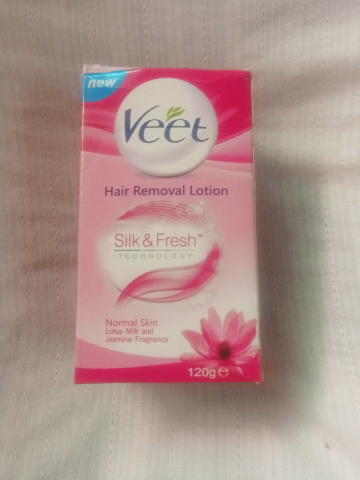 new
Veet
Hair Removal Lotion
Silk & Fresh™
TECHNOLOGY
Normal Skin
Lotus Milk and
Jasmine Fragrance
120g ℮